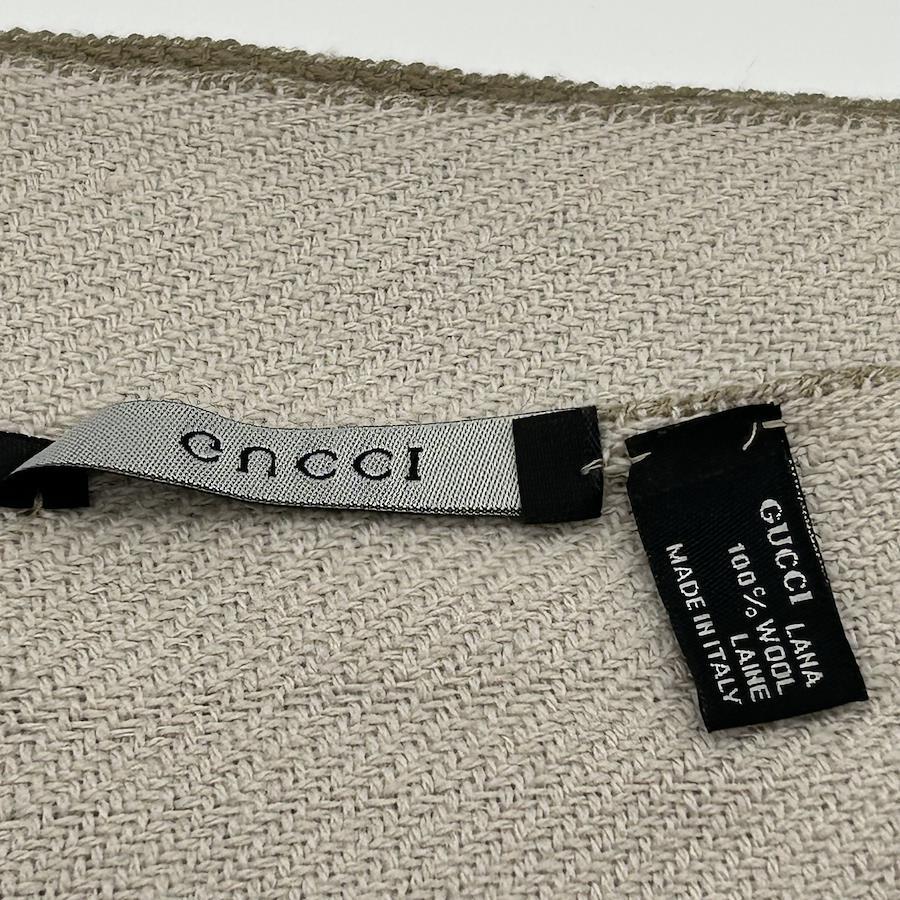 GUCCI
GUCCI LANA
100% WOOL
LAINE
MADE IN ITALY